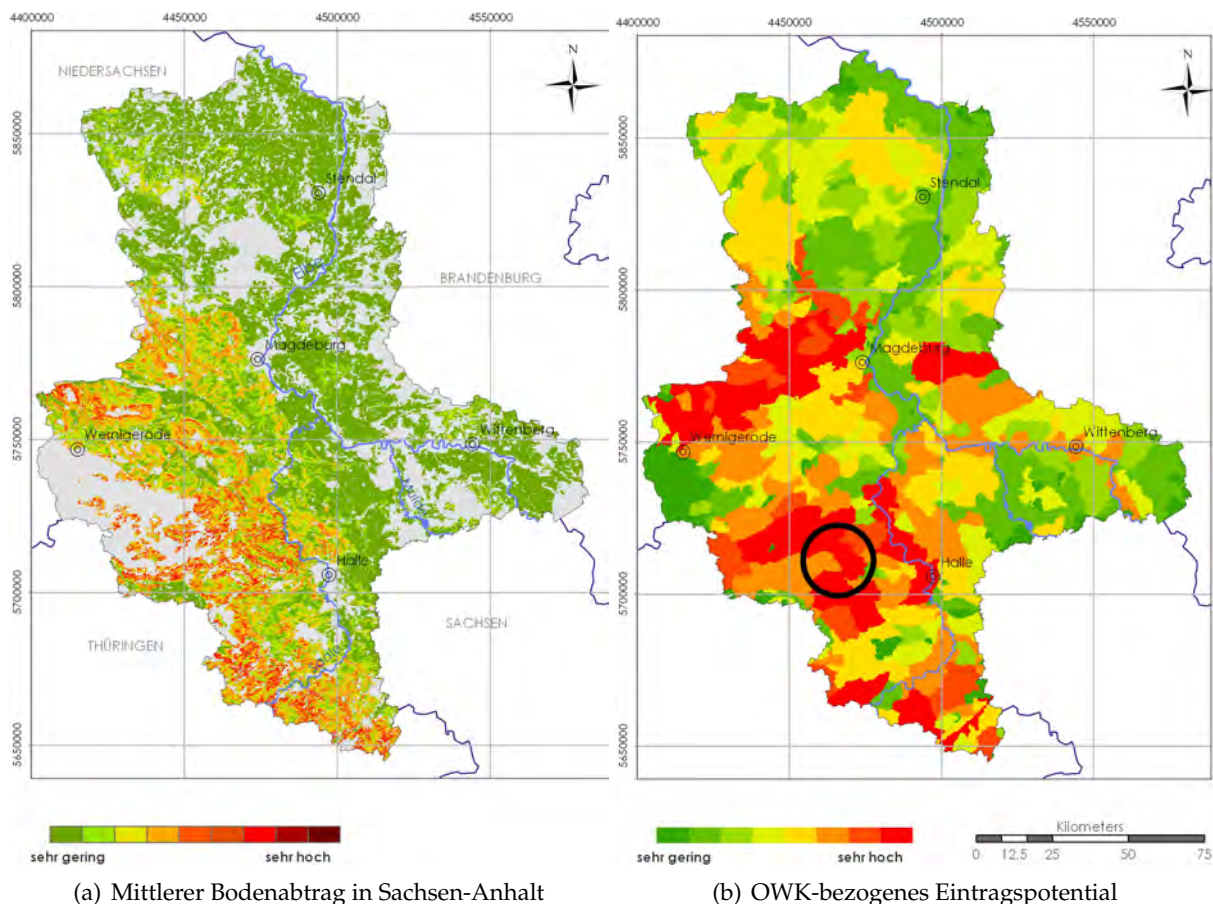 4400000 4450000 4500000 4550000
4400000 4450000 4500000 4550000
NIEDERSACHSEN
N
N
5850000
5850000
Stendal
Stendal
Elbe
BRANDENBURG
5800000
5800000
Magdeburg
Magdeburg
Wernigerode
Wittenberg
Wernigerode
Wittenberg
5750000
5750000
Mulde
Halle
Halle
5700000
5700000
THÜRINGEN
SACHSEN
Saale
5650000
5650000
sehr gering sehr hoch
sehr gering sehr hoch
Kilometers
0 12.5 25 50 75
(a) Mittlerer Bodenabtrag in Sachsen-Anhalt
(b) OWK-bezogenes Eintragspotential